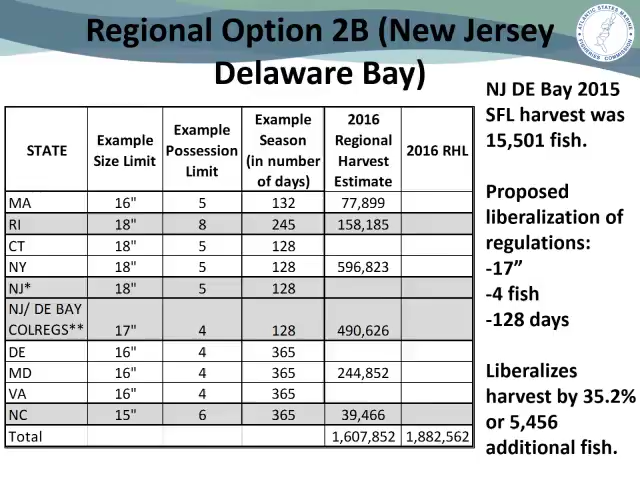 Regional Option 2B (New Jersey
Delaware Bay)
ATLANTIC STATES MARINE
FISHERIES COMMISSION
STATE Example Size Limit Example Possession Limit Example Season (in number of days) 2016 Regional Harvest Estimate 2016 RHL
MA 16" 5 132 77,899
RI 18" 8 245 158,185
CT 18" 5 128
NY 18" 5 128 596,823
NJ* 18" 5 128
NJ/ DE BAY
COLREGS** 17" 4 128 490,626
DE 16" 4 365
MD 16" 4 365 244,852
VA 16" 4 365
NC 15" 6 365 39,466
Total 1,607,852 1,882,562
NJ DE Bay 2015
SFL harvest was
15,501 fish.
Proposed
liberalization of
regulations:
-17”
-4 fish
-128 days
Liberalizes
harvest by 35.2%
or 5,456
additional fish.